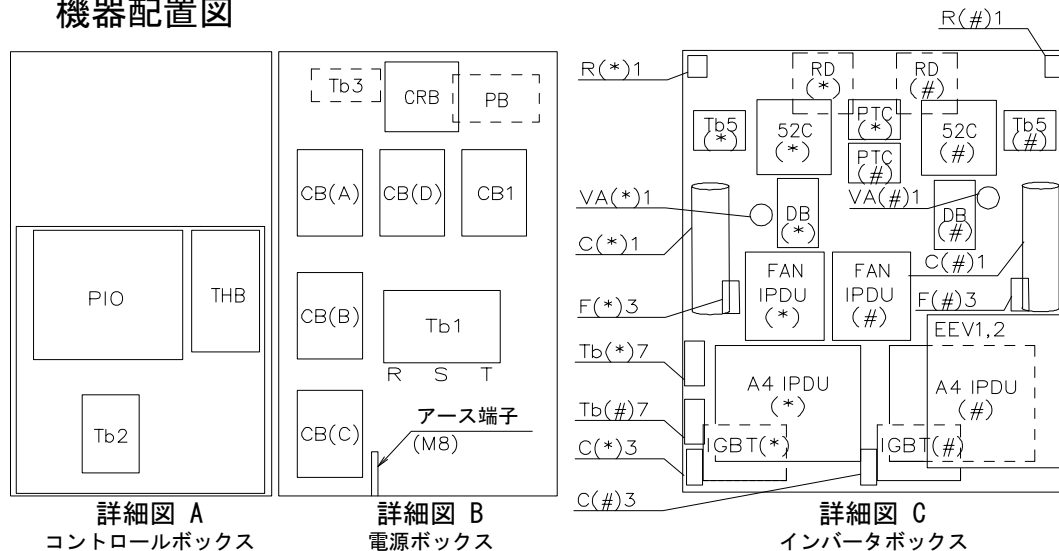 機器配置図
Tb3
CRB
PB
CB(A)
CB(D)
CB1
PIO
THB
CB(B)
Tb1
R S T
Tb2
CB(C)
アース端子
(M8)
詳細図 A
コントロールボックス
詳細図 B
電源ボックス
R(#)1
R(*)1
RD
(*)
RD
(#)
Tb5
(*)
52C
(*)
PTC
(*)
PTC
(#)
52C
(#)
Tb5
(#)
VA(*)1
DB
(*)
VA(#)1
DB
(#)
C(*)1
C(#)1
FAN
IPDU
(*)
FAN
IPDU
(#)
F(*)3
F(#)3
EEV1,2
Tb(*)7
A4 IPDU
(*)
A4 IPDU
(#)
Tb(#)7
IGBT(*)
IGBT(#)
C(*)3
C(#)3
詳細図 C
インバータボックス